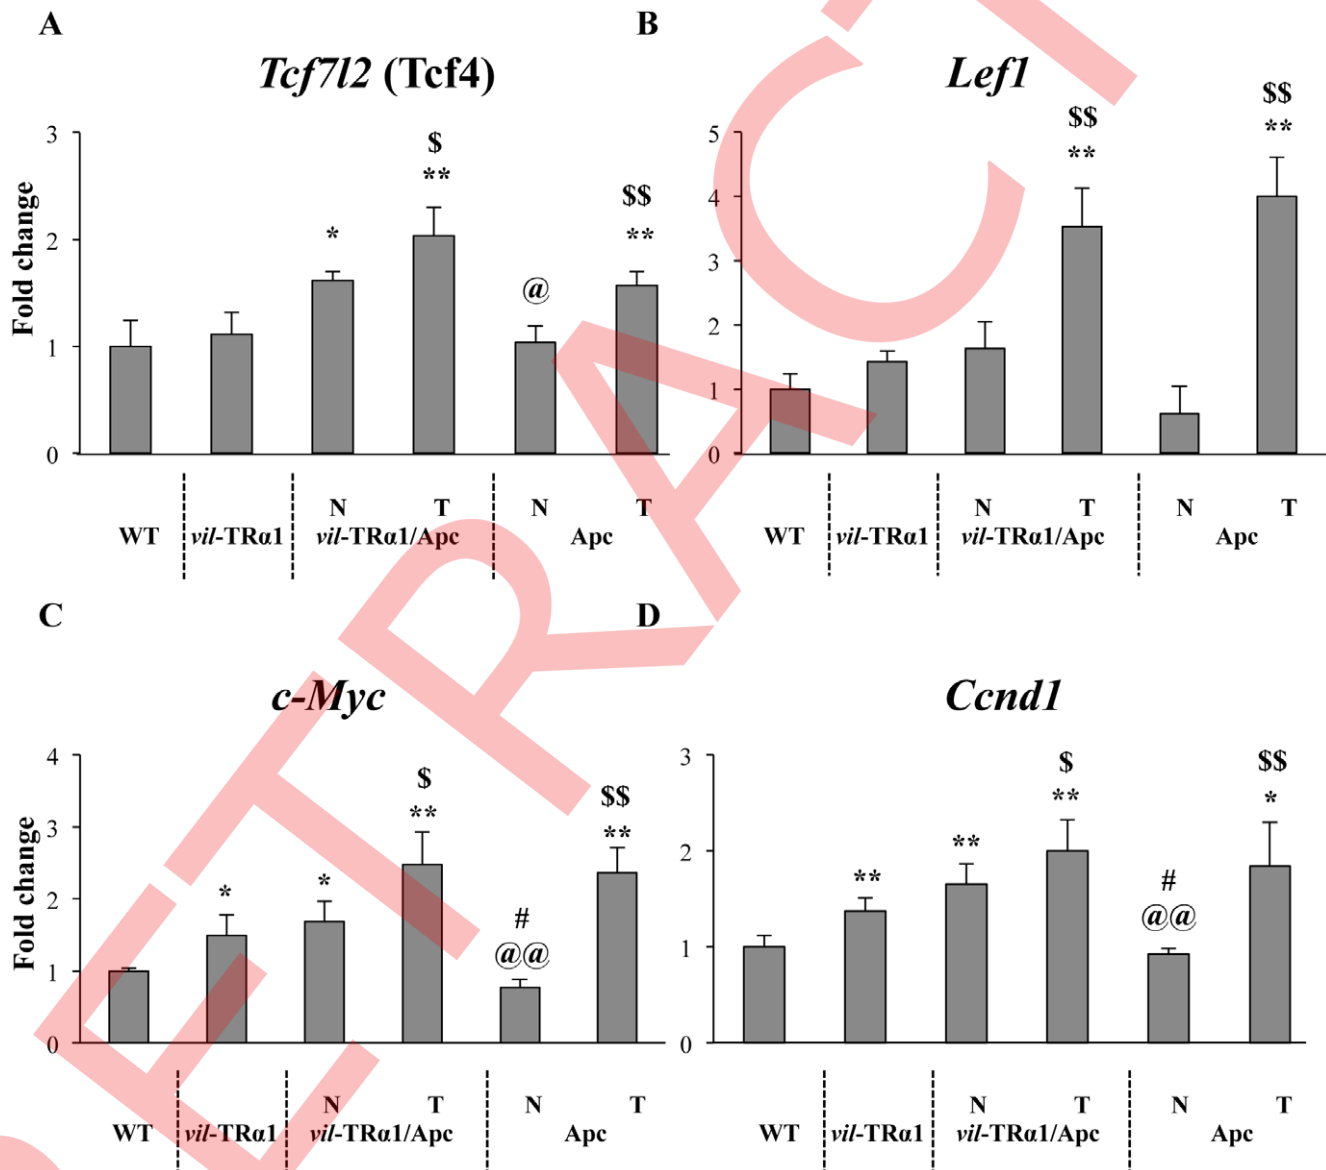 A
B
Tcf7l2 (Tcf4)
Lef1
Fold change
3
2
1
0
*
$
**
@
$$
**
5
4
3
2
1
0
$$
**
$$
**
N T N T
WT vil-TRα1 vil-TRα1/Apc Apc
N T N T
WT vil-TRα1 vil-TRα1/Apc Apc
C
D
c-Myc
Ccnd1
Fold change
4
3
2
1
0
*
*
$
**
#
@@
$$
**
3
2
1
0
**
**
$
**
#
@@
$$
*
N T N T
WT vil-TRα1 vil-TRα1/Apc Apc
N T N T
WT vil-TRα1 vil-TRα1/Apc Apc
RETRACT